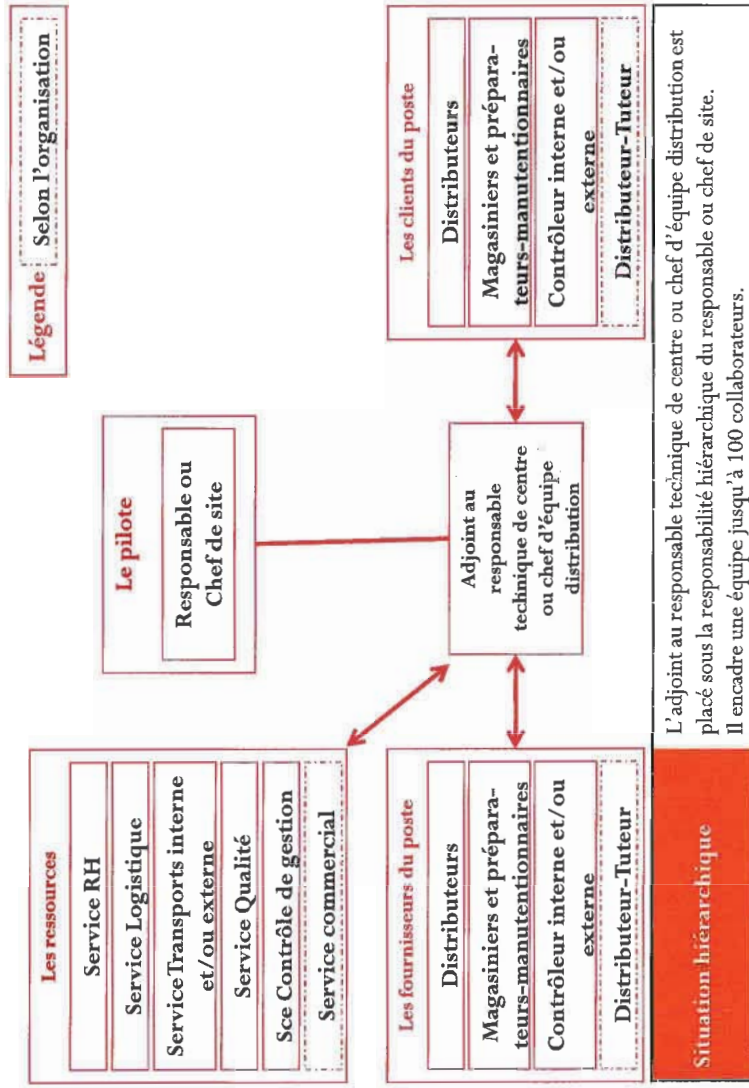 Légende
Selon l'organisation
Le pilote
Responsable ou
Chef de site
Les ressources
Service RH
Service Logistique
ServiceTransports interne
et/ou externe
Service Qualité
Sce Contrôle de gestion
Service commercial
Adjoint au
responsable
technique de centre
ou chef d'équipe
distribution
Les fournisseurs du poste
Distributeurs
Magasiniers et prépara-
teurs-manutentionnaires
Contrôleur interne et/ou
externe
Distributeur-Tuteur
Les clients du poste
Distributeurs
Magasiniers et prépara-
teurs-manutentionnaires
Contrôleur interne et/ou
externe
Distributeur-Tuteur
Situation hiérarchique
L'adjoint au responsable technique de centre ou chef d'équipe distribution est
placé sous la responsabilité hiérarchique du responsable ou chef de site.
Il encadre une équipe jusqu'à 100 collaborateurs.